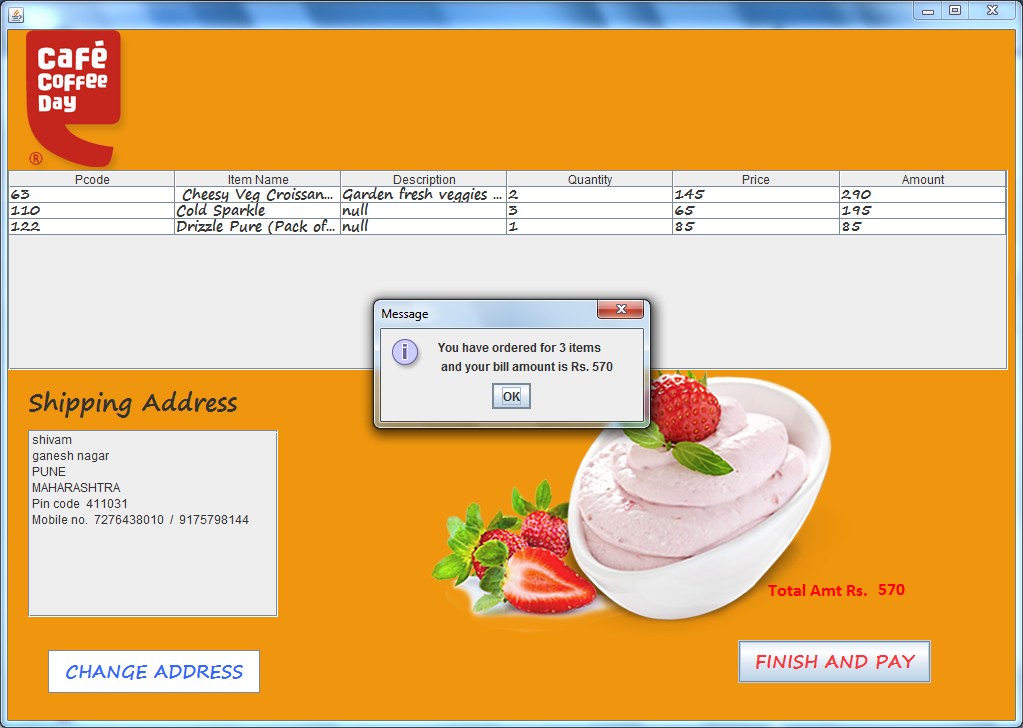 Café
Coffee
Day
®
Pcode Item Name Description Quantity Price Amount
63 Cheesy Veg Croissan... Garden fresh veggies ... 2 145 290
110 Cold Sparkle null 3 65 195
122 Drizzle Pure (Pack of... null 1 85 85
Message
You have ordered for 3 items
and your bill amount is Rs. 570
OK
Shipping Address
shivam
ganesh nagar
PUNE
MAHARASHTRA
Pin code 411031
Mobile no. 7276438010 / 9175798144
Total Amt Rs. 570
CHANGE ADDRESS
FINISH AND PAY